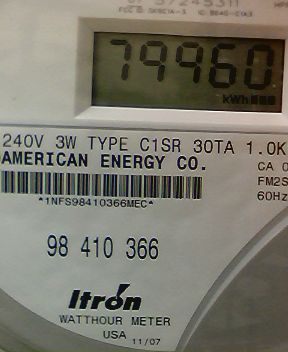 79960
kWh
240V 3W TYPE C1SR 30TA 1.0K
AMERICAN ENERGY CO.
CA 0
*1NFS98410366MEC*
FM2S
60Hz
98 410 366
Itron
WATTHOUR METER
USA 11/07